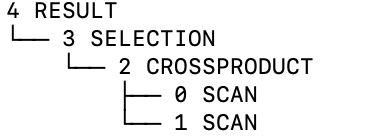 4 RESULT
└── 3 SELECTION
    └── 2 CROSSPRODUCT
        ├── 0 SCAN
        └── 1 SCAN